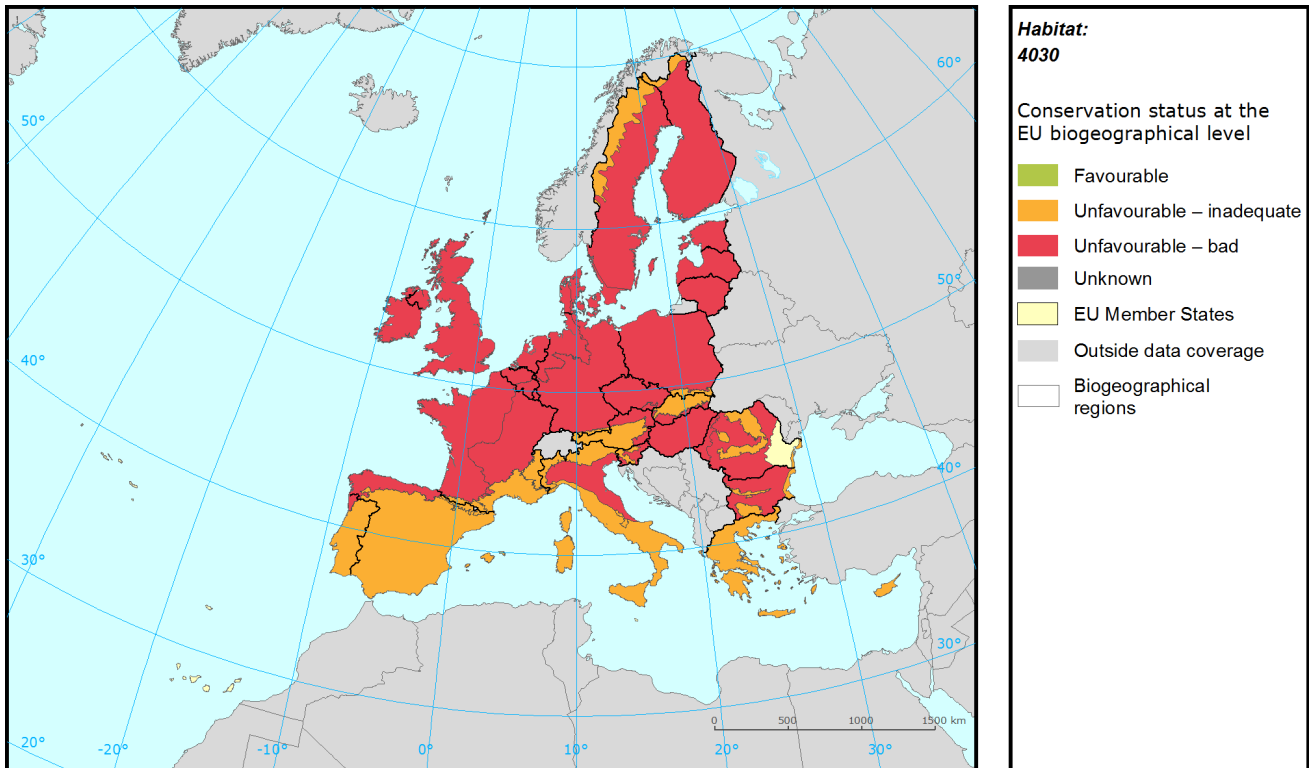 Habitat:
4030
Conservation status at the
EU biogeographical level
Favourable
Unfavourable – inadequate
Unfavourable – bad
Unknown
EU Member States
Outside data coverage
Biogeographical
regions
60°
50°
50°
40°
40°
30°
30°
0 500 1000 1500 km
20° -20° -10° 0° 10° 20° 30°